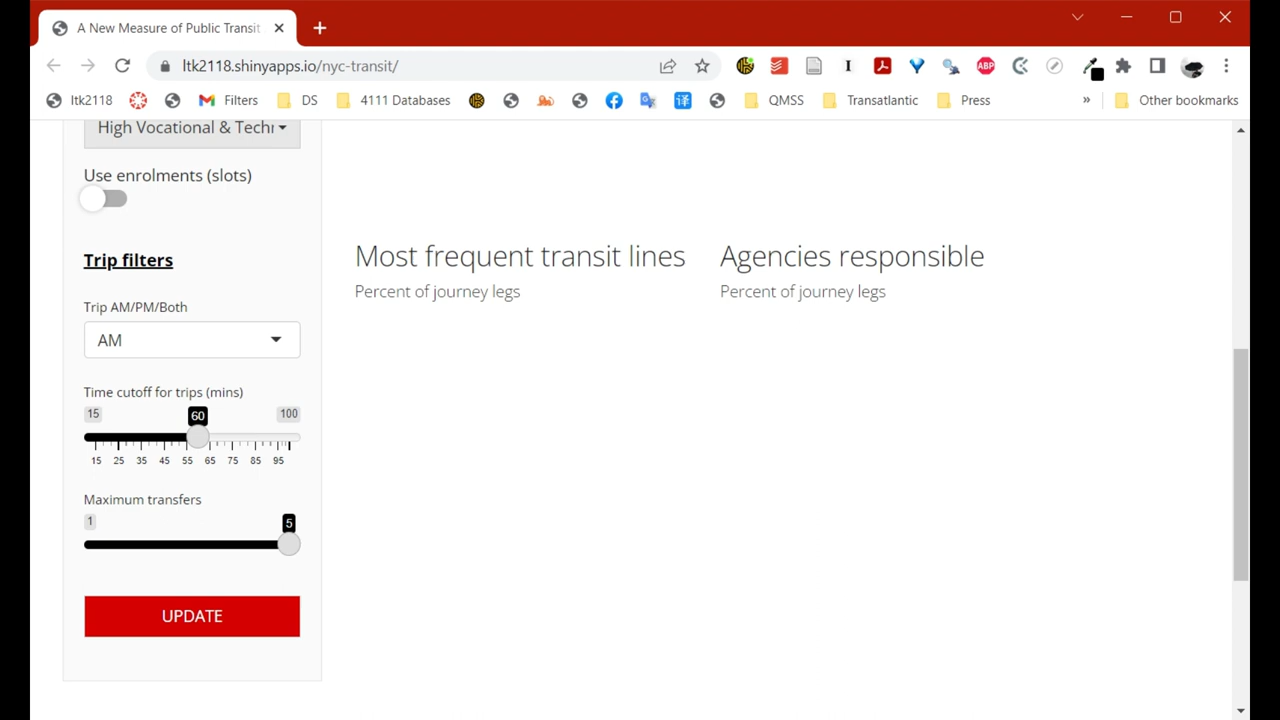 A New Measure of Public Transit
ltk2118.shinyapps.io/nyc-transit/
ltk2118
Filters
DS
4111 Databases
QMSS
Transatlantic
Press
»
Other bookmarks
High Vocational & Techr
Use enrolments (slots)
Trip filters
Trip AM/PM/Both
AM
Time cutoff for trips (mins)
15 60 100
15 25 35 45 55 65 75 85 95
Maximum transfers
1 5
UPDATE
Most frequent transit lines
Percent of journey legs
Agencies responsible
Percent of journey legs
ABP